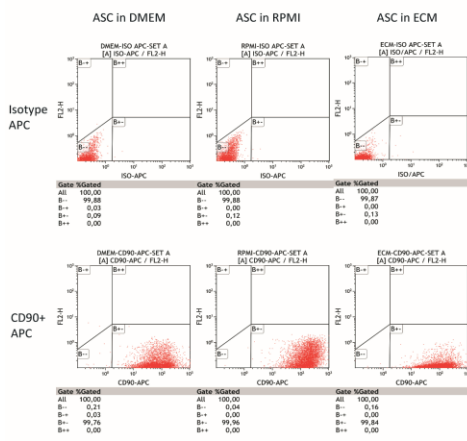 ASC in DMEM ASC in RPMI ASC in ECM
Isotype
APC
DMEM-ISO APC-SET A
[A] ISO-APC / FL2-H
B-+ B++
B+-
B--
FL2-H
ISO-APC
Gate %Gated
All 100,00
B-- 99,88
B-+ 0,03
B+- 0,09
B++ 0,00
RPMI-ISO APC-SET A
[A] ISO-APC / FL2-H
B-+ B++
B+-
B--
FL2-H
ISO-APC
Gate %Gated
All 100,00
B-- 99,88
B-+ 0,00
B+- 0,12
B++ 0,00
ECM-ISO APC-SET A
[A] ISO/APC / FL2-H
B-+ B++
B+-
B--
FL2-H
ISO/APC
Gate %Gated
All 100,00
B-- 99,87
B-+ 0,00
B+- 0,13
B++ 0,00
CD90+
APC
DMEM-CD90-APC-SET A
[A] CD90-APC / FL2-H
B-+ B++
B+-
B--
FL2-H
CD90-APC
Gate %Gated
All 100,00
B-- 0,21
B-+ 0,03
B+- 99,76
B++ 0,00
RPMI-CD90-APC-SET A
[A] CD90-APC / FL2-H
B-+ B++
B+-
B--
FL2-H
CD90-APC
Gate %Gated
All 100,00
B-- 0,04
B-+ 0,00
B+- 99,96
B++ 0,00
ECM-CD90-APC-SET A
[A] CD90-APC / FL2-H
B-+ B++
B+-
B--
FL2-H
CD90-APC
Gate %Gated
All 100,00
B-- 0,16
B-+ 0,00
B+- 99,84
B++ 0,00